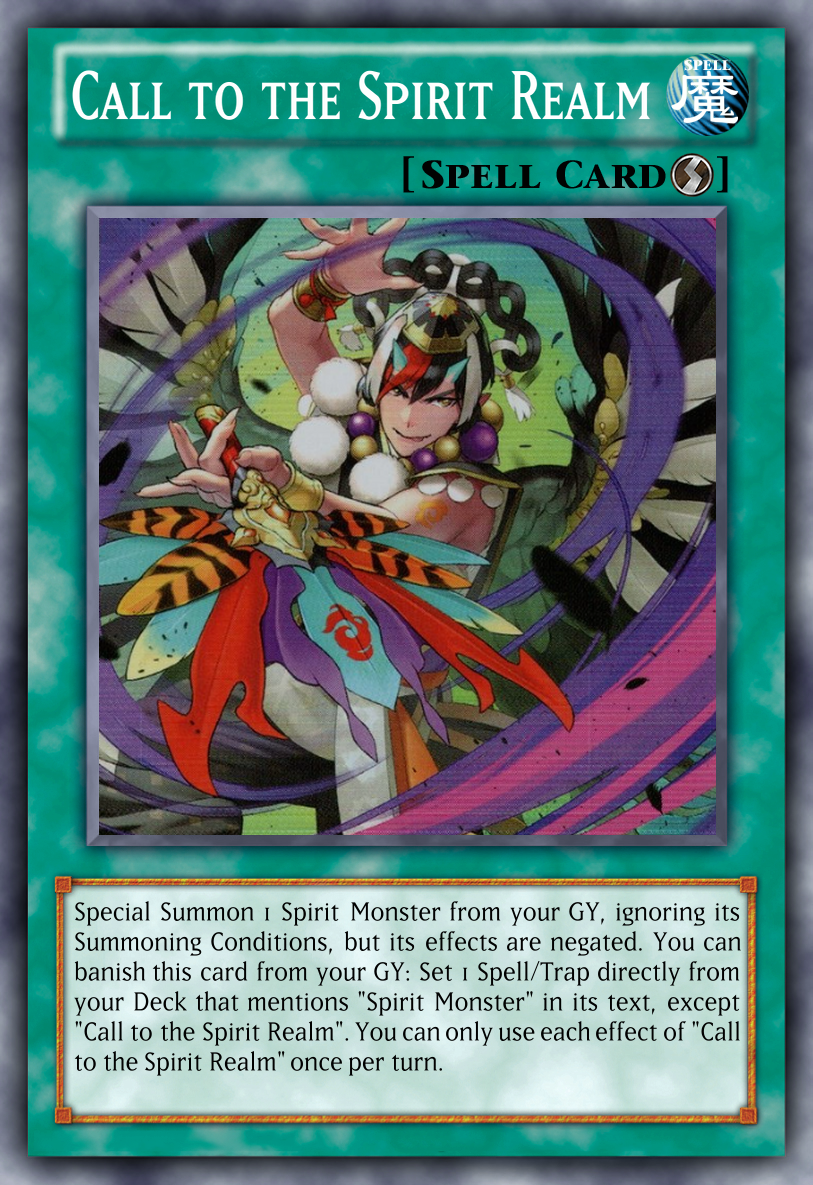 Call to the Spirit Realm
SPELL
魔
[Spell Card]
Special Summon 1 Spirit Monster from your GY, ignoring its
Summoning Conditions, but its effects are negated. You can
banish this card from your GY: Set 1 Spell/Trap directly from
your Deck that mentions "Spirit Monster" in its text, except
"Call to the Spirit Realm". You can only use each effect of "Call
to the Spirit Realm" once per turn.